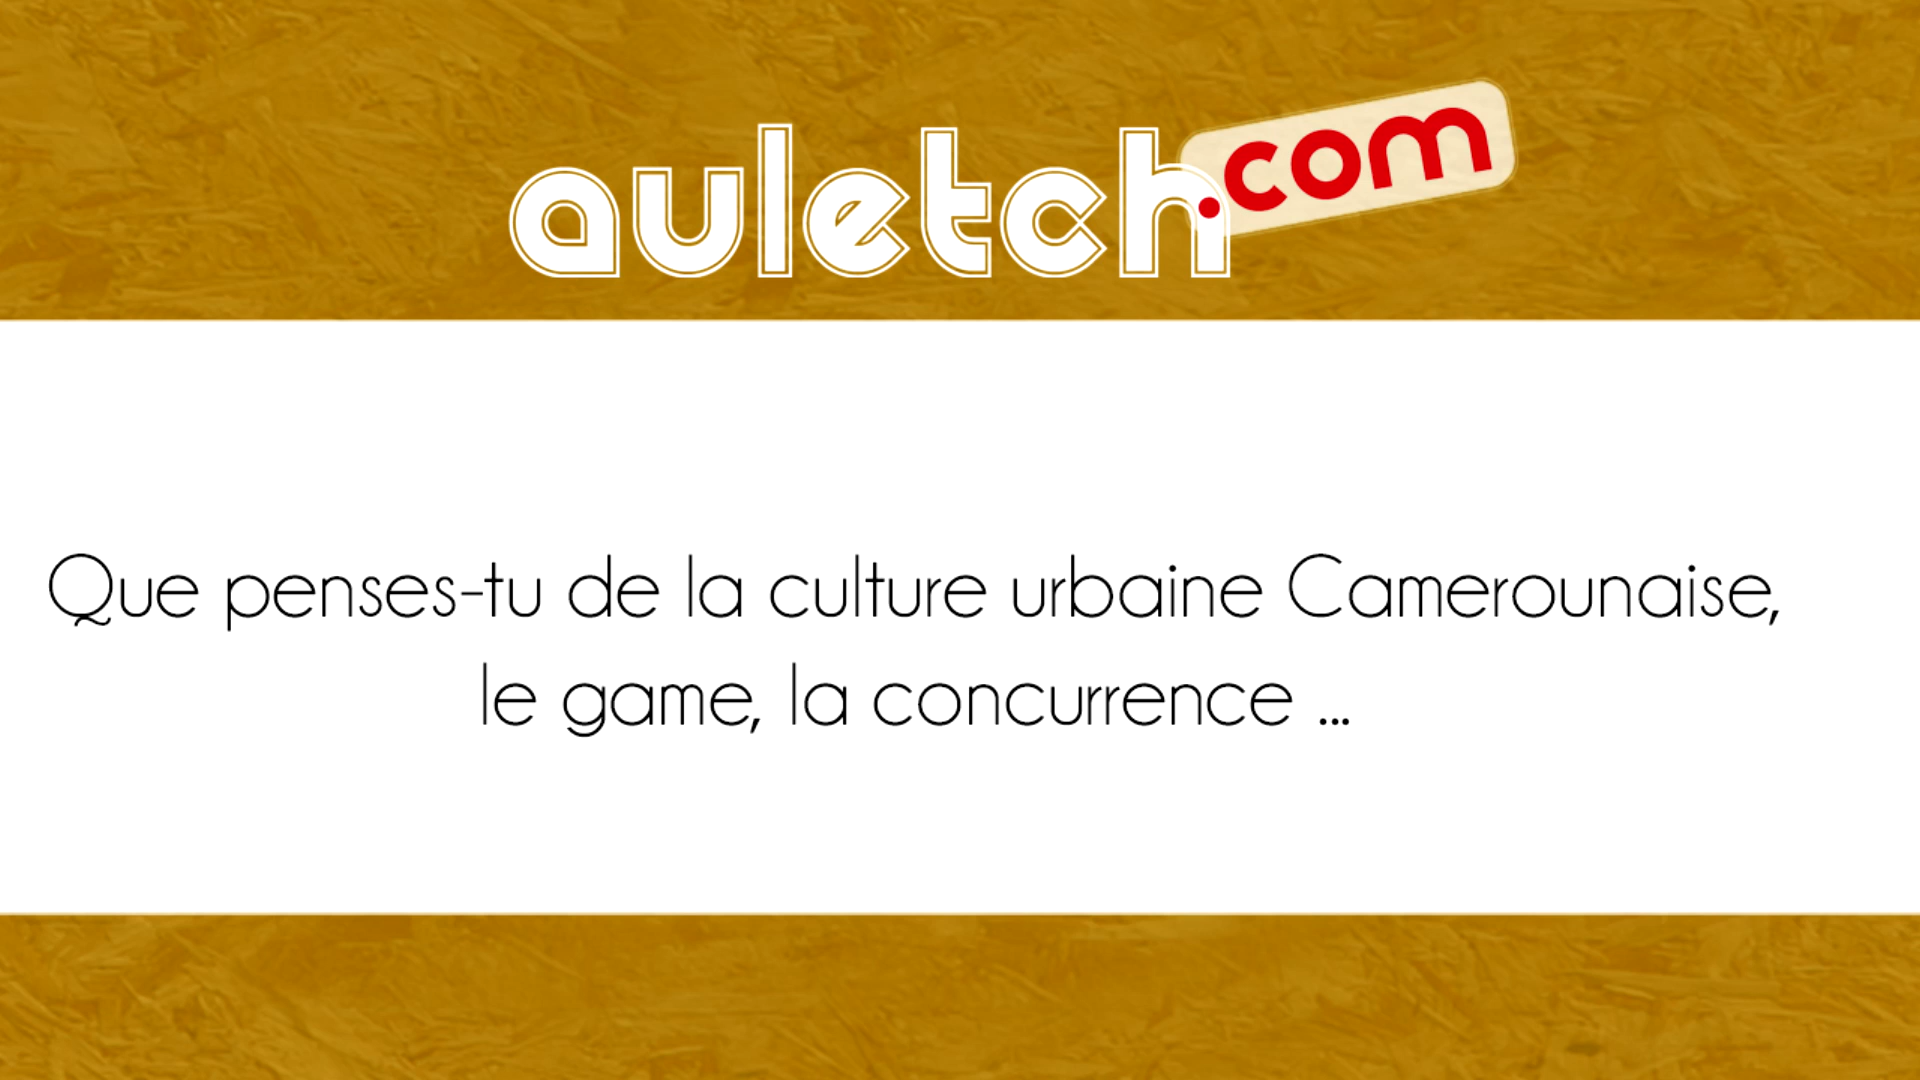 auletch.com
Que penses-tu de la culture urbaine Camerounaise,
le game, la concurrence ...